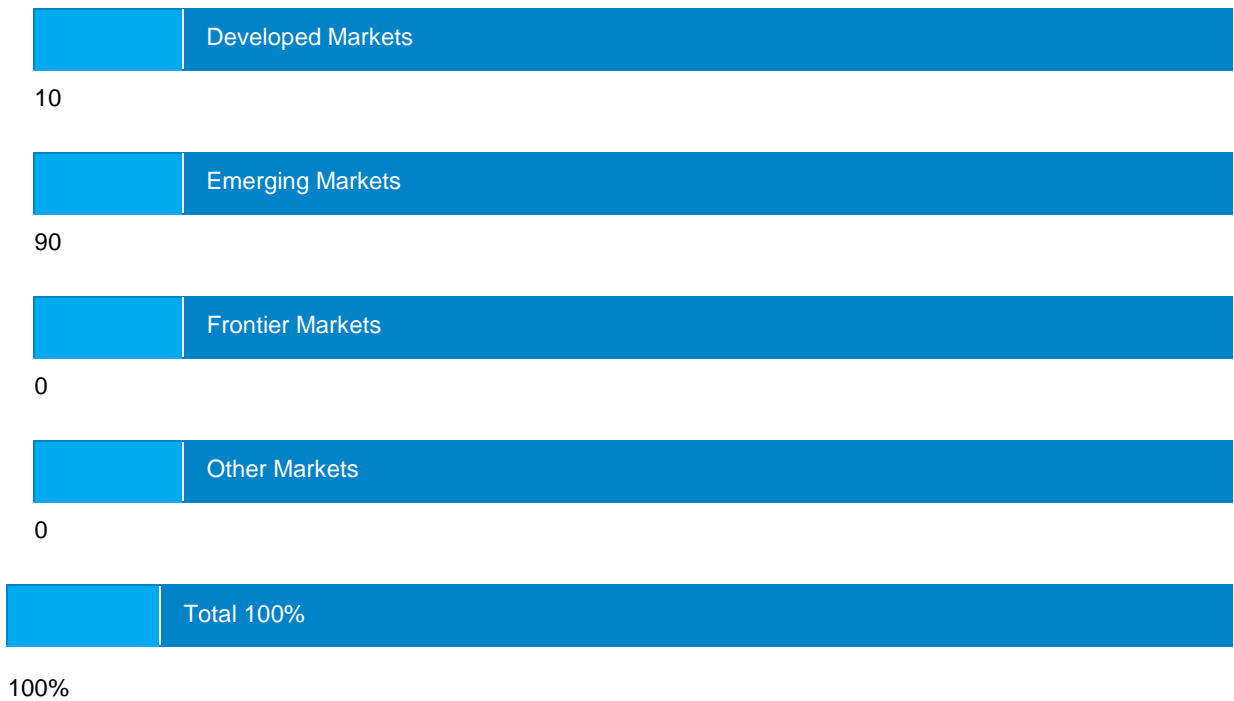 Developed Markets
10
Emerging Markets
90
Frontier Markets
0
Other Markets
0
Total 100%
100%